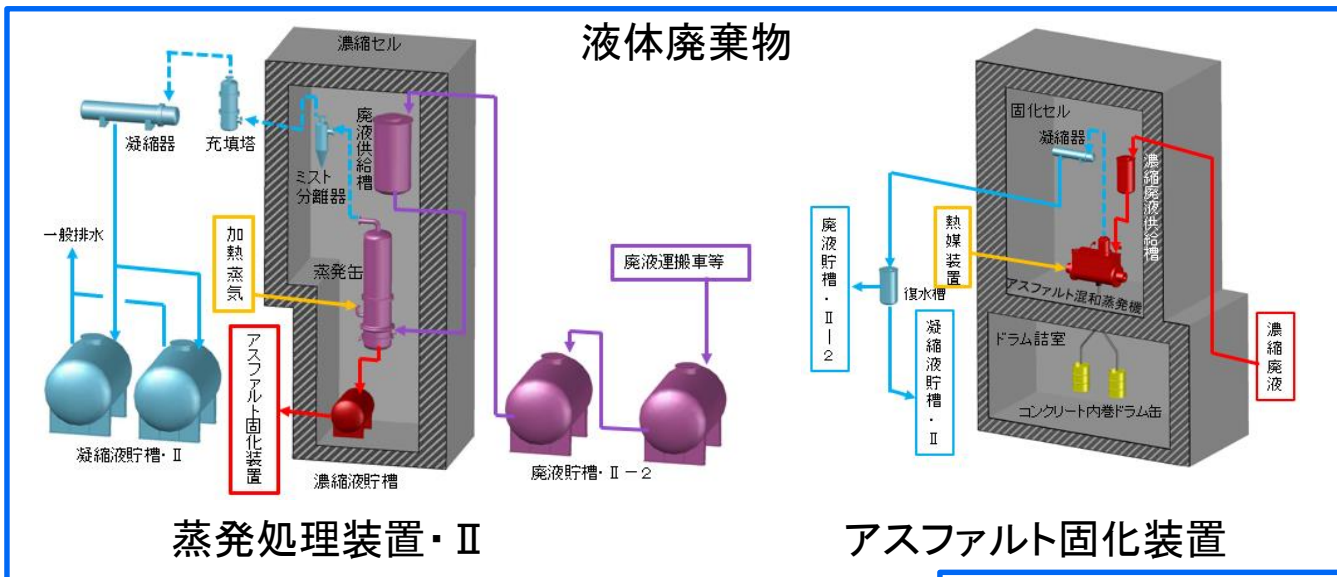 液体廃棄物
濃縮セル
凝縮器
充填塔
ミスト
分離器
廃液供給槽
一般排水
加熱蒸気
蒸発缶
アスファルト固化装置
凝縮液貯槽・Ⅱ
濃縮液貯槽
廃液運搬車等
廃液貯槽・Ⅱ－2
蒸発処理装置・Ⅱ
固化セル
凝縮器
濃縮廃液供給槽
熱媒装置
アスファルト混和蒸発機
廃液貯槽・Ⅱ－2
復水槽
凝縮液貯槽・Ⅱ
ドラム詰室
コンクリート内巻ドラム缶
濃縮廃液
アスファルト固化装置